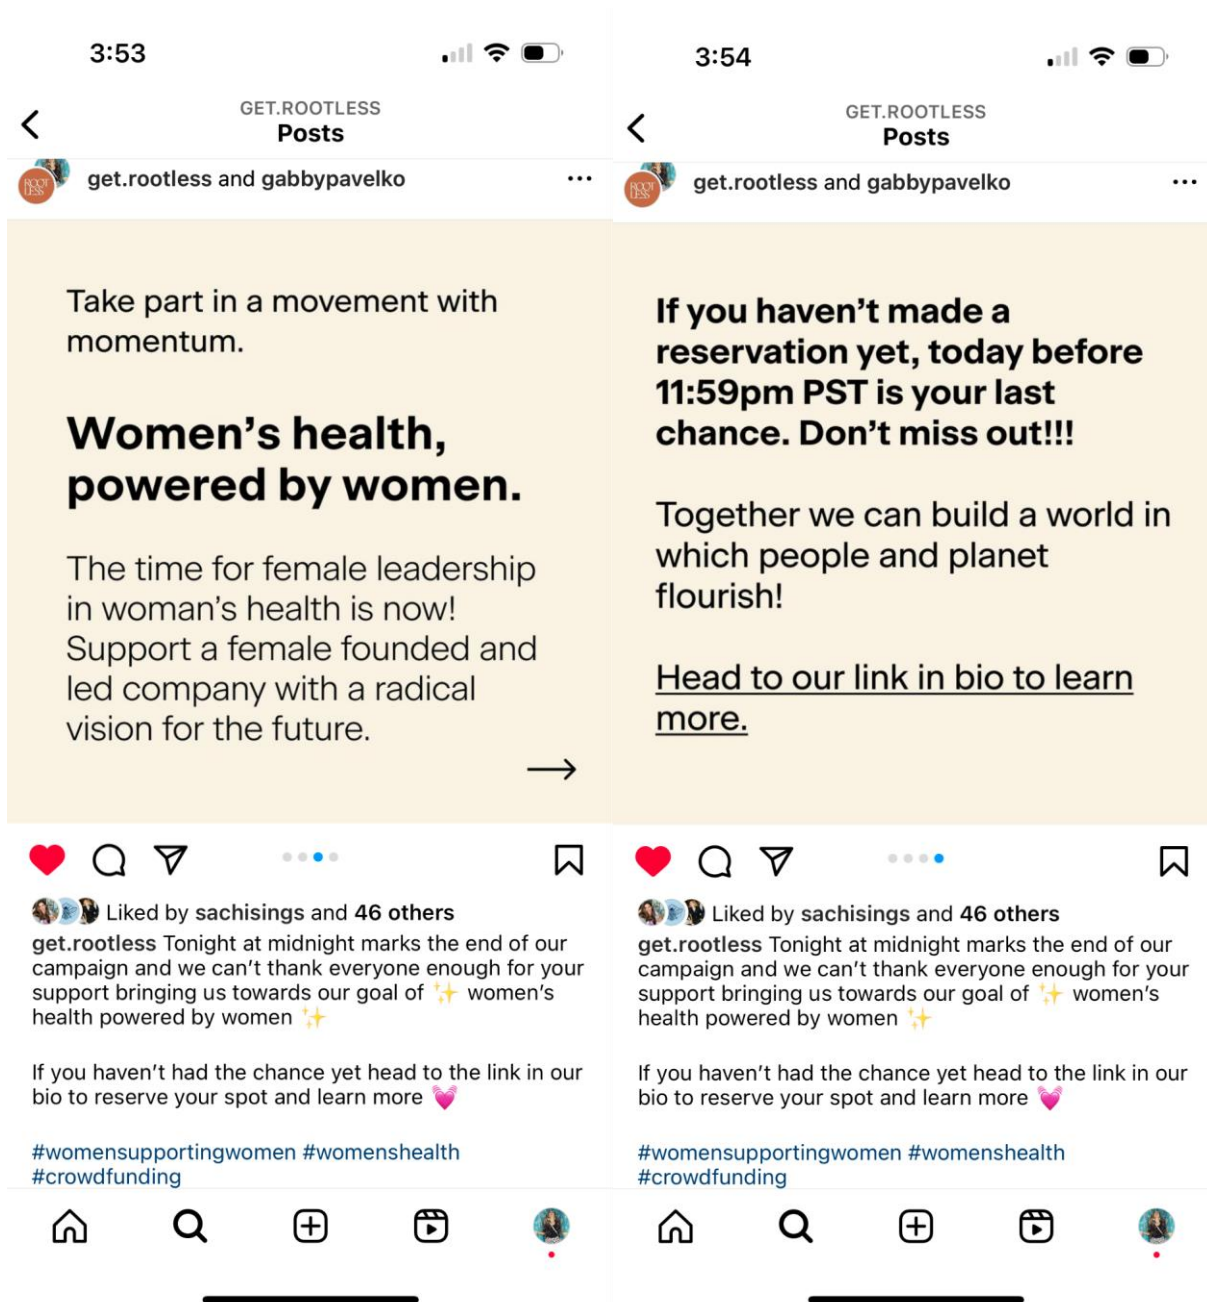 3:53
GET.ROOTLESS
Posts
ROOT
LESS
get.rootless and gabbypavelko
Take part in a movement with
momentum.
Women's health,
powered by women.
The time for female leadership
in woman's health is now!
Support a female founded and
led company with a radical
vision for the future.
Liked by sachisings and 46 others
get.rootless Tonight at midnight marks the end of our
campaign and we can't thank everyone enough for your
support bringing us towards our goal of ✨ women's
health powered by women ✨
If you haven't had the chance yet head to the link in our
bio to reserve your spot and learn more 💓
#womensupportingwomen #womenshealth
#crowdfunding
3:54
GET.ROOTLESS
Posts
ROOT
LESS
get.rootless and gabbypavelko
If you haven't made a
reservation yet, today before
11:59pm PST is your last
chance. Don't miss out!!!
Together we can build a world in
which people and planet
flourish!
Head to our link in bio to learn
more.
Liked by sachisings and 46 others
get.rootless Tonight at midnight marks the end of our
campaign and we can't thank everyone enough for your
support bringing us towards our goal of ✨ women's
health powered by women ✨
If you haven't had the chance yet head to the link in our
bio to reserve your spot and learn more 💓
#womensupportingwomen #womenshealth
#crowdfunding